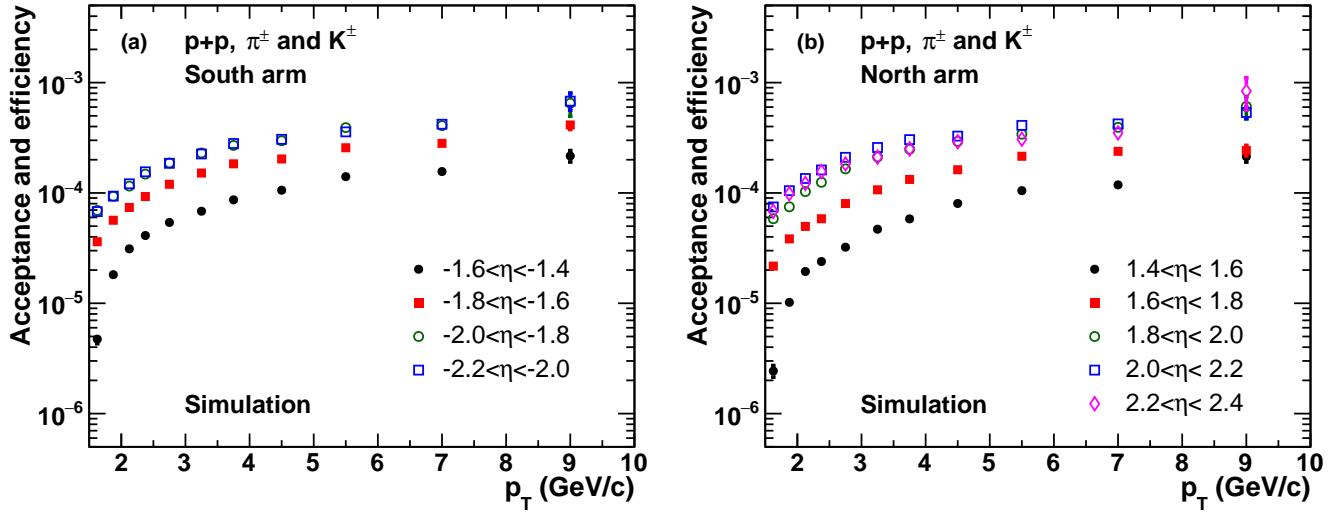 (a) p+p, π± and K±
South arm
Acceptance and efficiency
10⁻³
10⁻⁴
10⁻⁵
10⁻⁶
-1.6<η<-1.4
-1.8<η<-1.6
-2.0<η<-1.8
-2.2<η<-2.0
Simulation
2 3 4 5 6 7 8 9 10
p_T (GeV/c)
(b) p+p, π± and K±
North arm
Acceptance and efficiency
10⁻³
10⁻⁴
10⁻⁵
10⁻⁶
1.4<η< 1.6
1.6<η< 1.8
1.8<η< 2.0
2.0<η< 2.2
2.2<η< 2.4
Simulation
2 3 4 5 6 7 8 9 10
p_T (GeV/c)